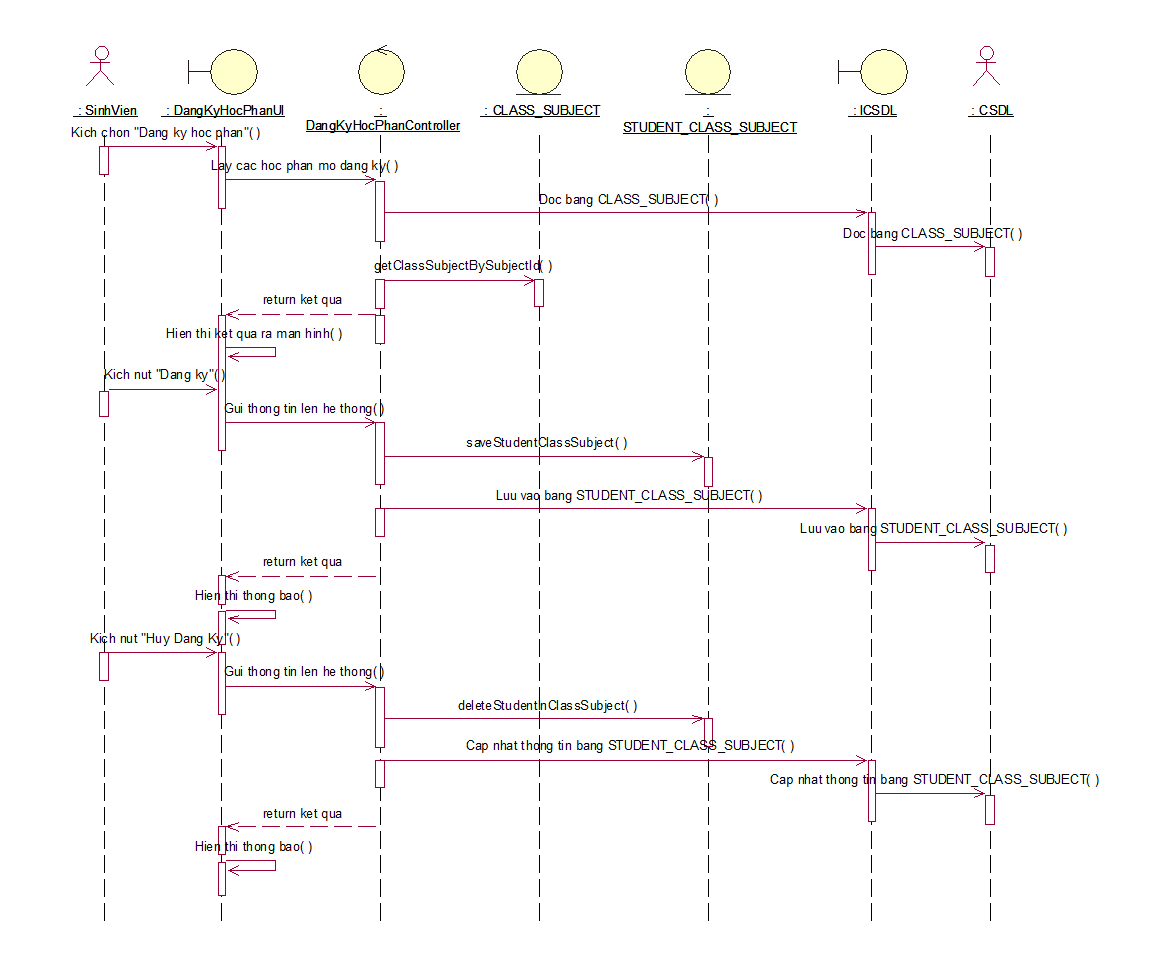 : SinhVien
: DangKyHocPhanUI
:
DangKyHocPhanController
: CLASS_SUBJECT
:
STUDENT_CLASS_SUBJECT
: ICSDL
: CSDL
Kich chon "Dang ky hoc phan"( )
Lay cac hoc phan mo dang ky( )
Doc bang CLASS_SUBJECT( )
Doc bang CLASS_SUBJECT( )
getClassSubjectBySubjectId( )
return ket qua
Hien thi ket qua ra man hinh( )
Kich nut "Dang ky"( )
Gui thong tin len he thong( )
saveStudentClassSubject( )
Luu vao bang STUDENT_CLASS_SUBJECT( )
Luu vao bang STUDENT_CLASS_SUBJECT( )
return ket qua
Hien thi thong bao( )
Kich nut "Huy Dang Ky"( )
Gui thong tin len he thong( )
deleteStudentInClassSubject( )
Cap nhat thong tin bang STUDENT_CLASS_SUBJECT( )
Cap nhat thong tin bang STUDENT_CLASS_SUBJECT( )
return ket qua
Hien thi thong bao( )